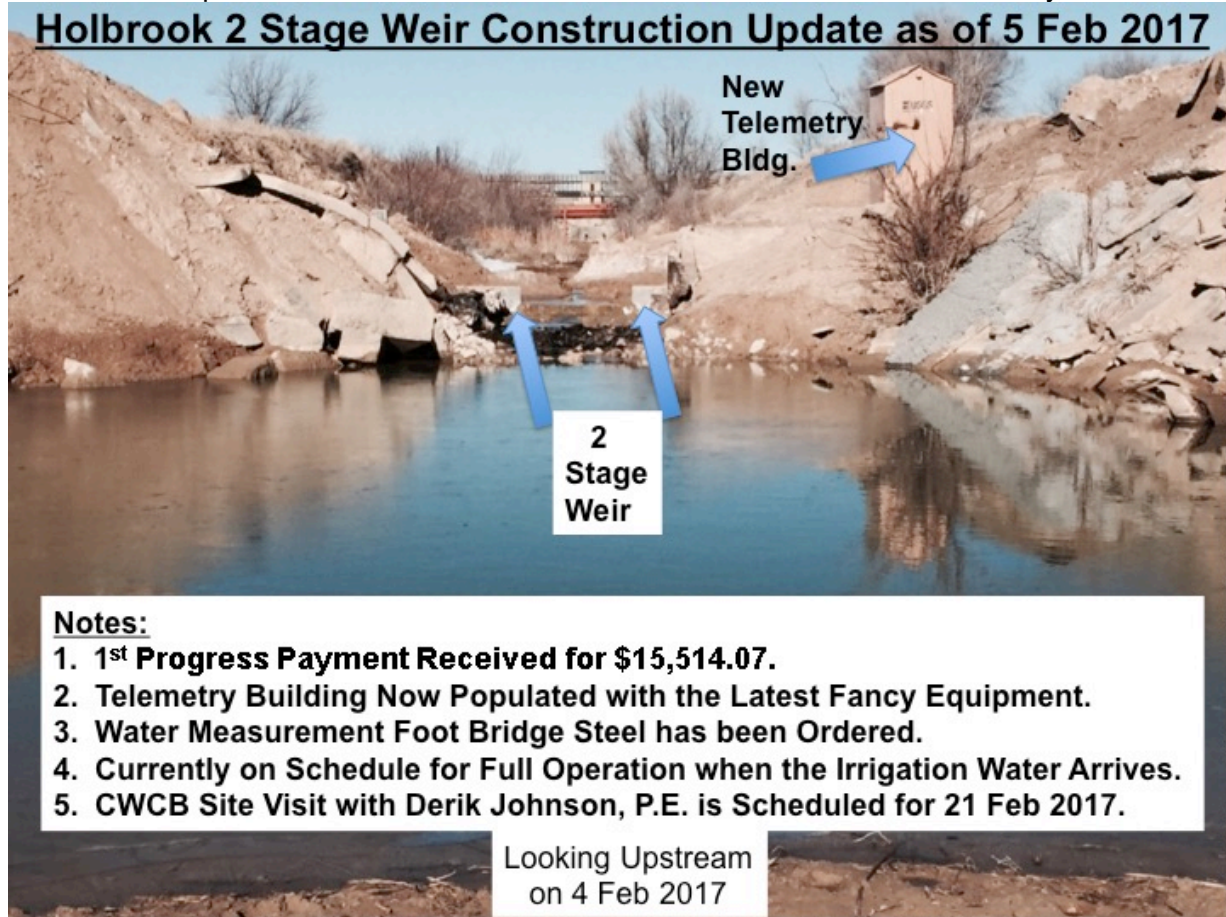 Holbrook 2 Stage Weir Construction Update as of 5 Feb 2017
New
Telemetry
Bldg.
2
Stage
Weir
Notes:
1. 1st Progress Payment Received for $15,514.07.
2. Telemetry Building Now Populated with the Latest Fancy Equipment.
3. Water Measurement Foot Bridge Steel has been Ordered.
4. Currently on Schedule for Full Operation when the Irrigation Water Arrives.
5. CWCB Site Visit with Derik Johnson, P.E. is Scheduled for 21 Feb 2017.
Looking Upstream
on 4 Feb 2017